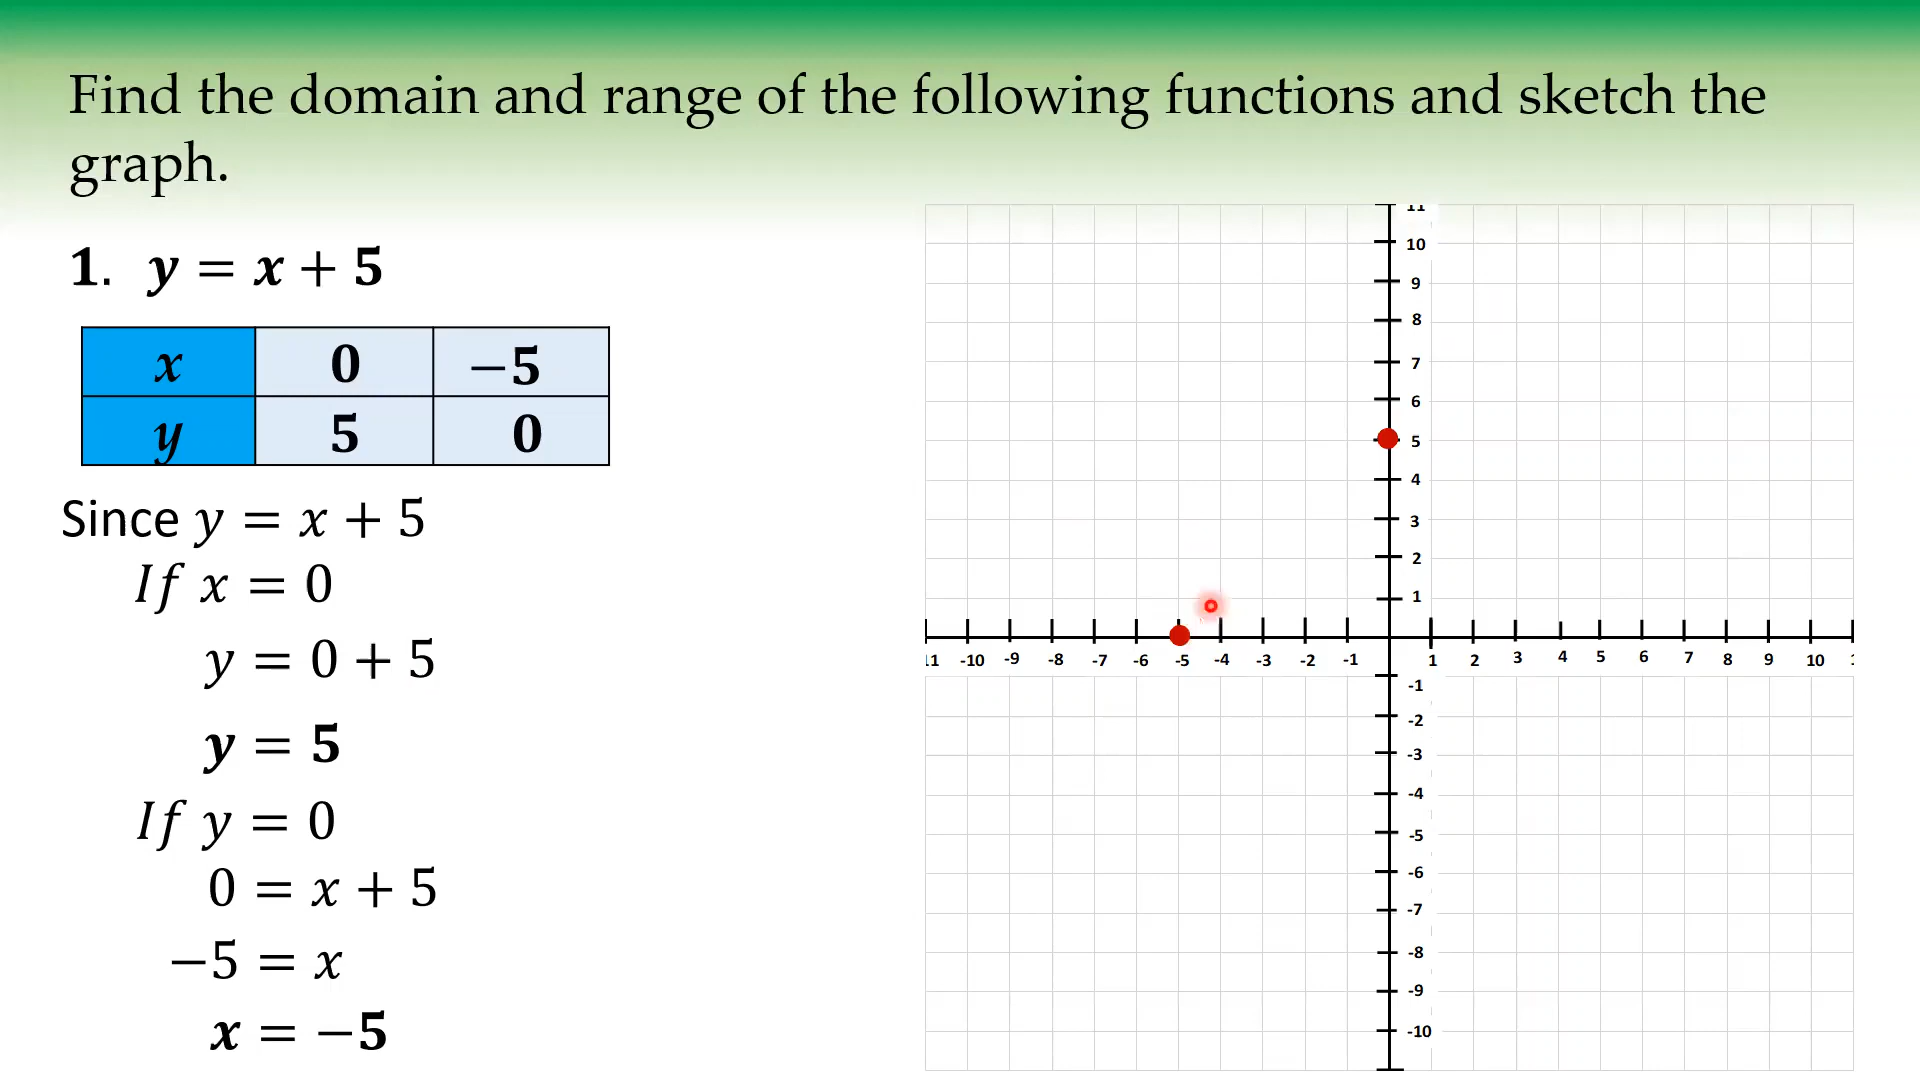 Find the domain and range of the following functions and sketch the
graph.
1. y = x + 5
x 0 −5
y 5 0
Since y = x + 5
If x = 0
y = 0 + 5
y = 5
If y = 0
0 = x + 5
−5 = x
x = −5
11
10
9
8
7
6
5
4
3
2
1
11 -10 -9 -8 -7 -6 -5 -4 -3 -2 -1 1 2 3 4 5 6 7 8 9 10
-1
-2
-3
-4
-5
-6
-7
-8
-9
-10